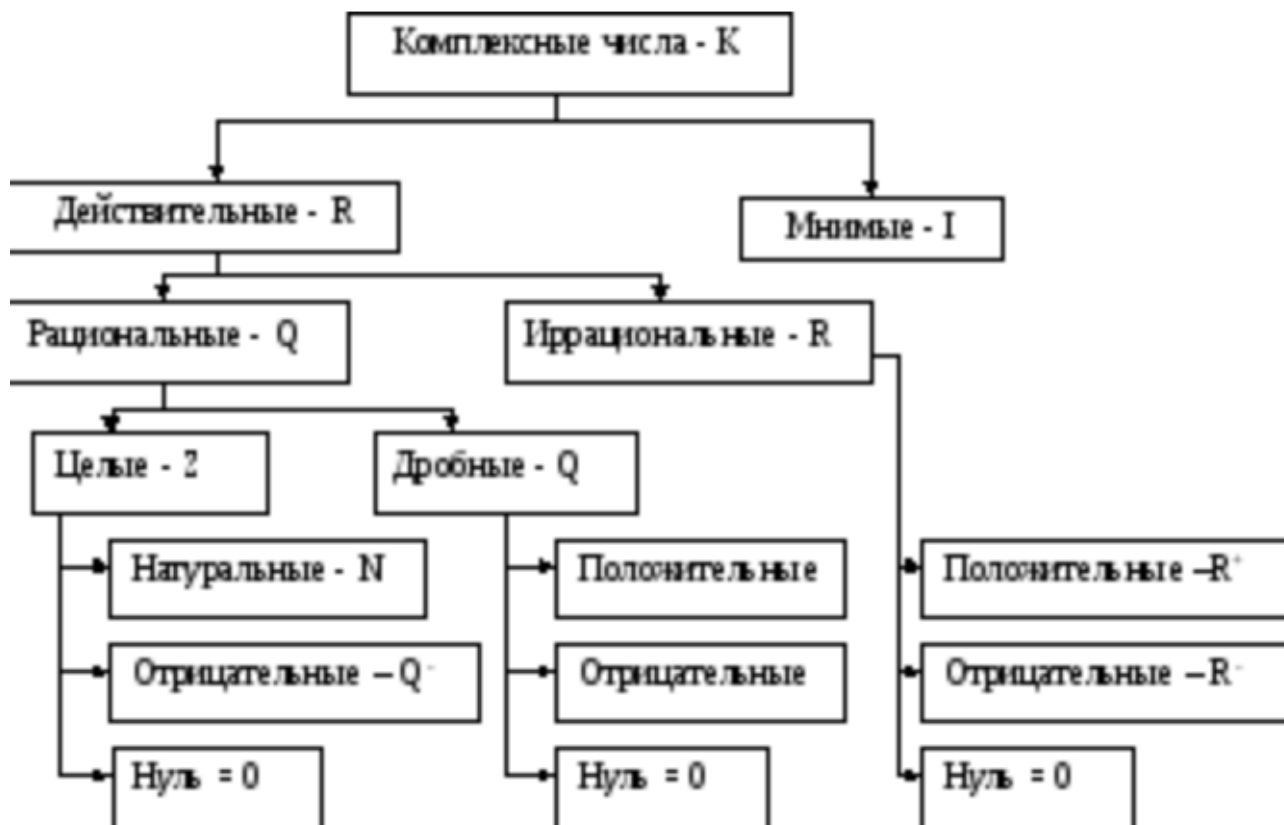 Комплексные числа - K
Действительные - R
Мнимые - I
Рациональные - Q
Иррациональные - R
Целые - Z
Дробные - Q
Натуральные - N
Положительные
Положительные –R⁺
Отрицательные – Q⁻
Отрицательные
Отрицательные – R⁻
Нуль = 0
Нуль = 0
Нуль = 0